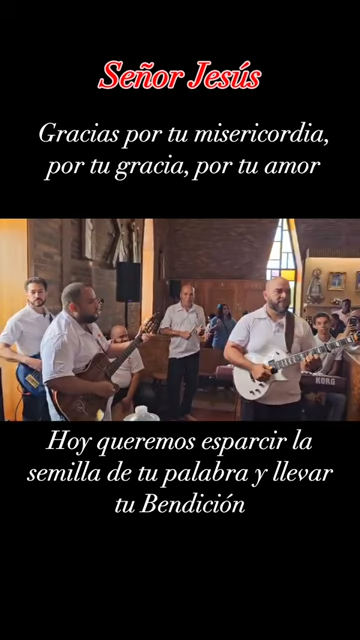 Señor Jesús
Gracias por tu misericordia,
por tu gracia, por tu amor
KORG
Hoy queremos esparcir la
semilla de tu palabra y llevar
tu Bendición